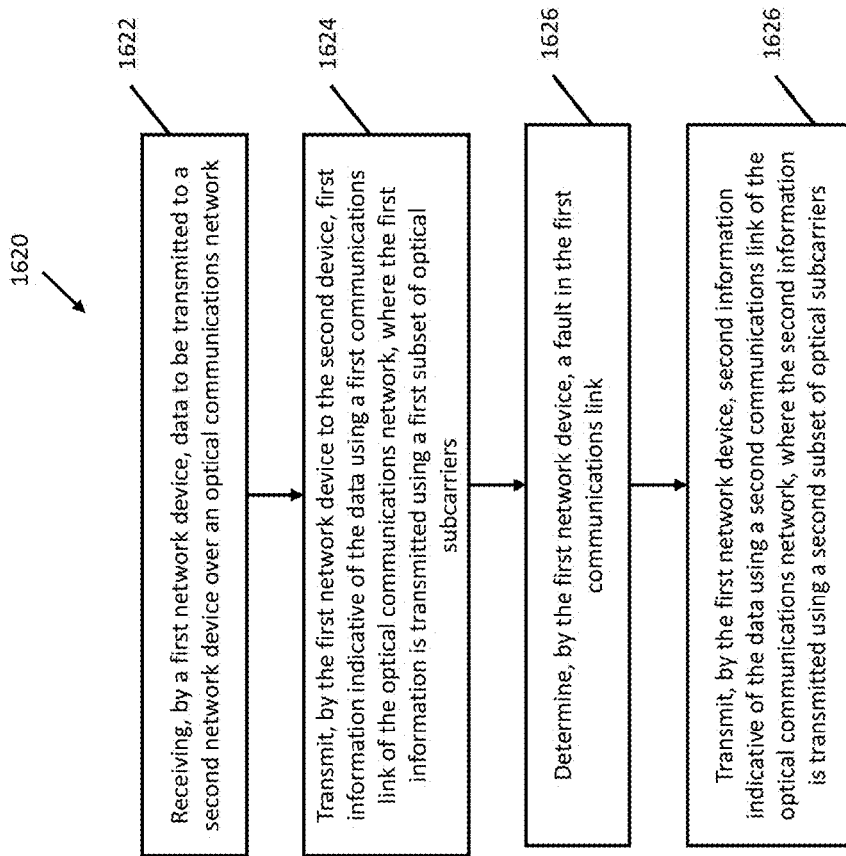 1620
Receiving, by a first network device, data to be transmitted to a
second network device over an optical communications network
1622
Transmit, by the first network device to the second device, first
information indicative of the data using a first communications
link of the optical communications network, where the first
information is transmitted using a first subset of optical
subcarriers
1624
Determine, by the first network device, a fault in the first
communications link
1626
Transmit, by the first network device, second information
indicative of the data using a second communications link of the
optical communications network, where the second information
is transmitted using a second subset of optical subcarriers
1626